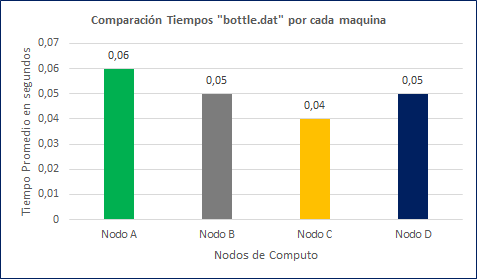 Comparación Tiempos "bottle.dat" por cada maquina
Tiempo Promedio en segundos
0,07
0,06
0,05
0,04
0,03
0,02
0,01
0
0,06
0,05
0,04
0,05
Nodo A
Nodo B
Nodo C
Nodo D
Nodos de Computo